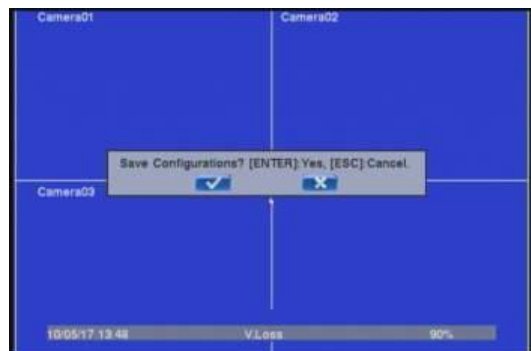 Camera01
Camera02
Save Configurations? [ENTER]:Yes, [ESC]:Cancel.
Camera03
10/05/17 13:48 V.Loss 90%